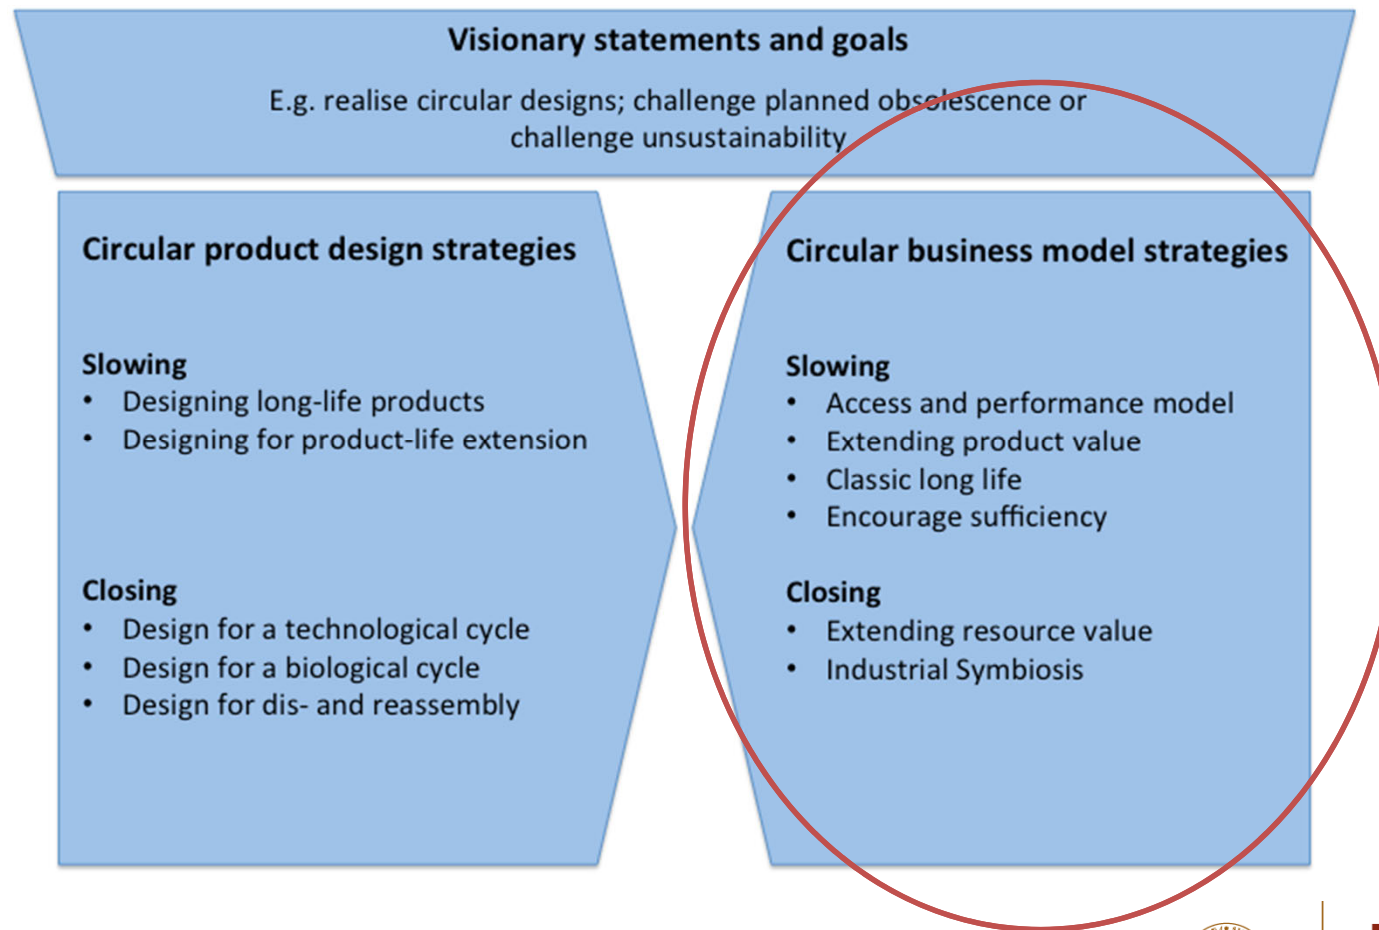 Visionary statements and goals
E.g. realise circular designs; challenge planned obsolescence or
challenge unsustainability
Circular product design strategies
Slowing
• Designing long-life products
• Designing for product-life extension
Closing
• Design for a technological cycle
• Design for a biological cycle
• Design for dis- and reassembly
Circular business model strategies
Slowing
• Access and performance model
• Extending product value
• Classic long life
• Encourage sufficiency
Closing
• Extending resource value
• Industrial Symbiosis